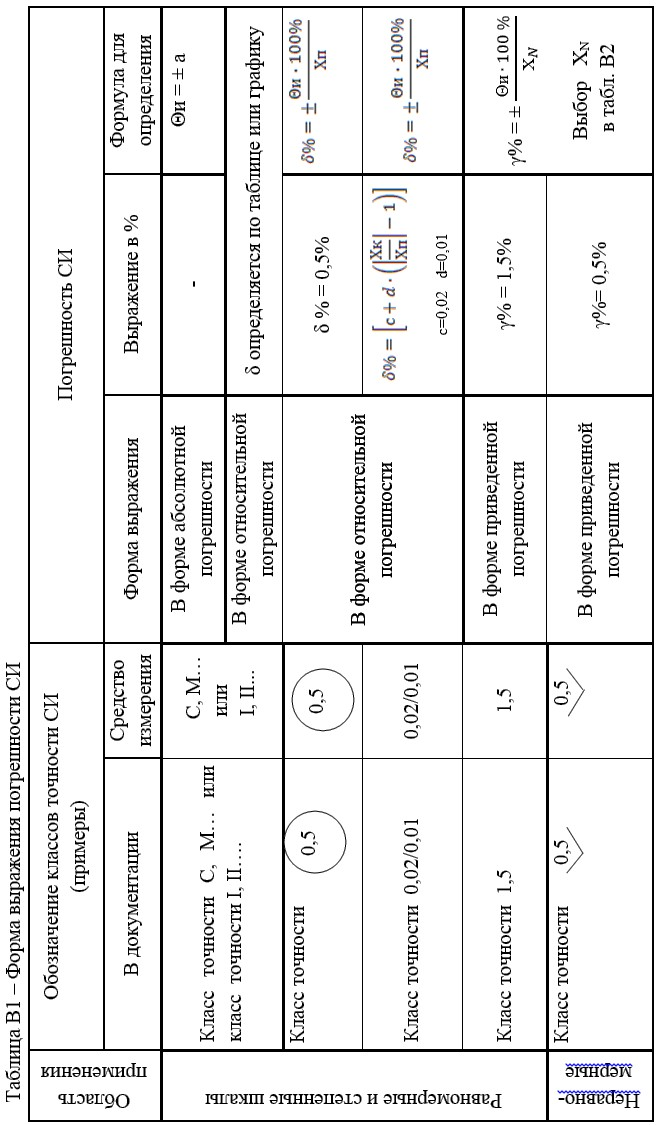 Таблица В1 – Форма выражения погрешности СИ
Область
применения
Обозначение классов точности СИ
(примеры)
Погрешность СИ
В документации
Средство
измерения
Форма выражения
Выражение в %
Формула для
определения
Равномерные и степенные шкалы
Класс точности С, М… или
класс точности I, II….
С, М…
или
I, II...
В форме абсолютной
погрешности
-
Θи = ± а
В форме относительной
погрешности
δ определяется по таблице или графику
Класс точности 0,5
0,5
В форме относительной
погрешности
δ % = 0,5%
δ% = ± Θи · 100% / Xп
Класс точности 0,02/0,01
0,02/0,01
δ% = [c + d · (|Xк/Xп| − 1)]
с=0,02 d=0,01
δ% = ± Θи · 100% / Xп
Класс точности 1,5
1,5
В форме приведенной
погрешности
γ% = 1,5%
γ% = ± Θи · 100 % / X_N
Выбор X_N
в табл. В2
Неравно-
мерные
Класс точности 0,5
0,5
В форме приведенной
погрешности
γ%= 0,5%